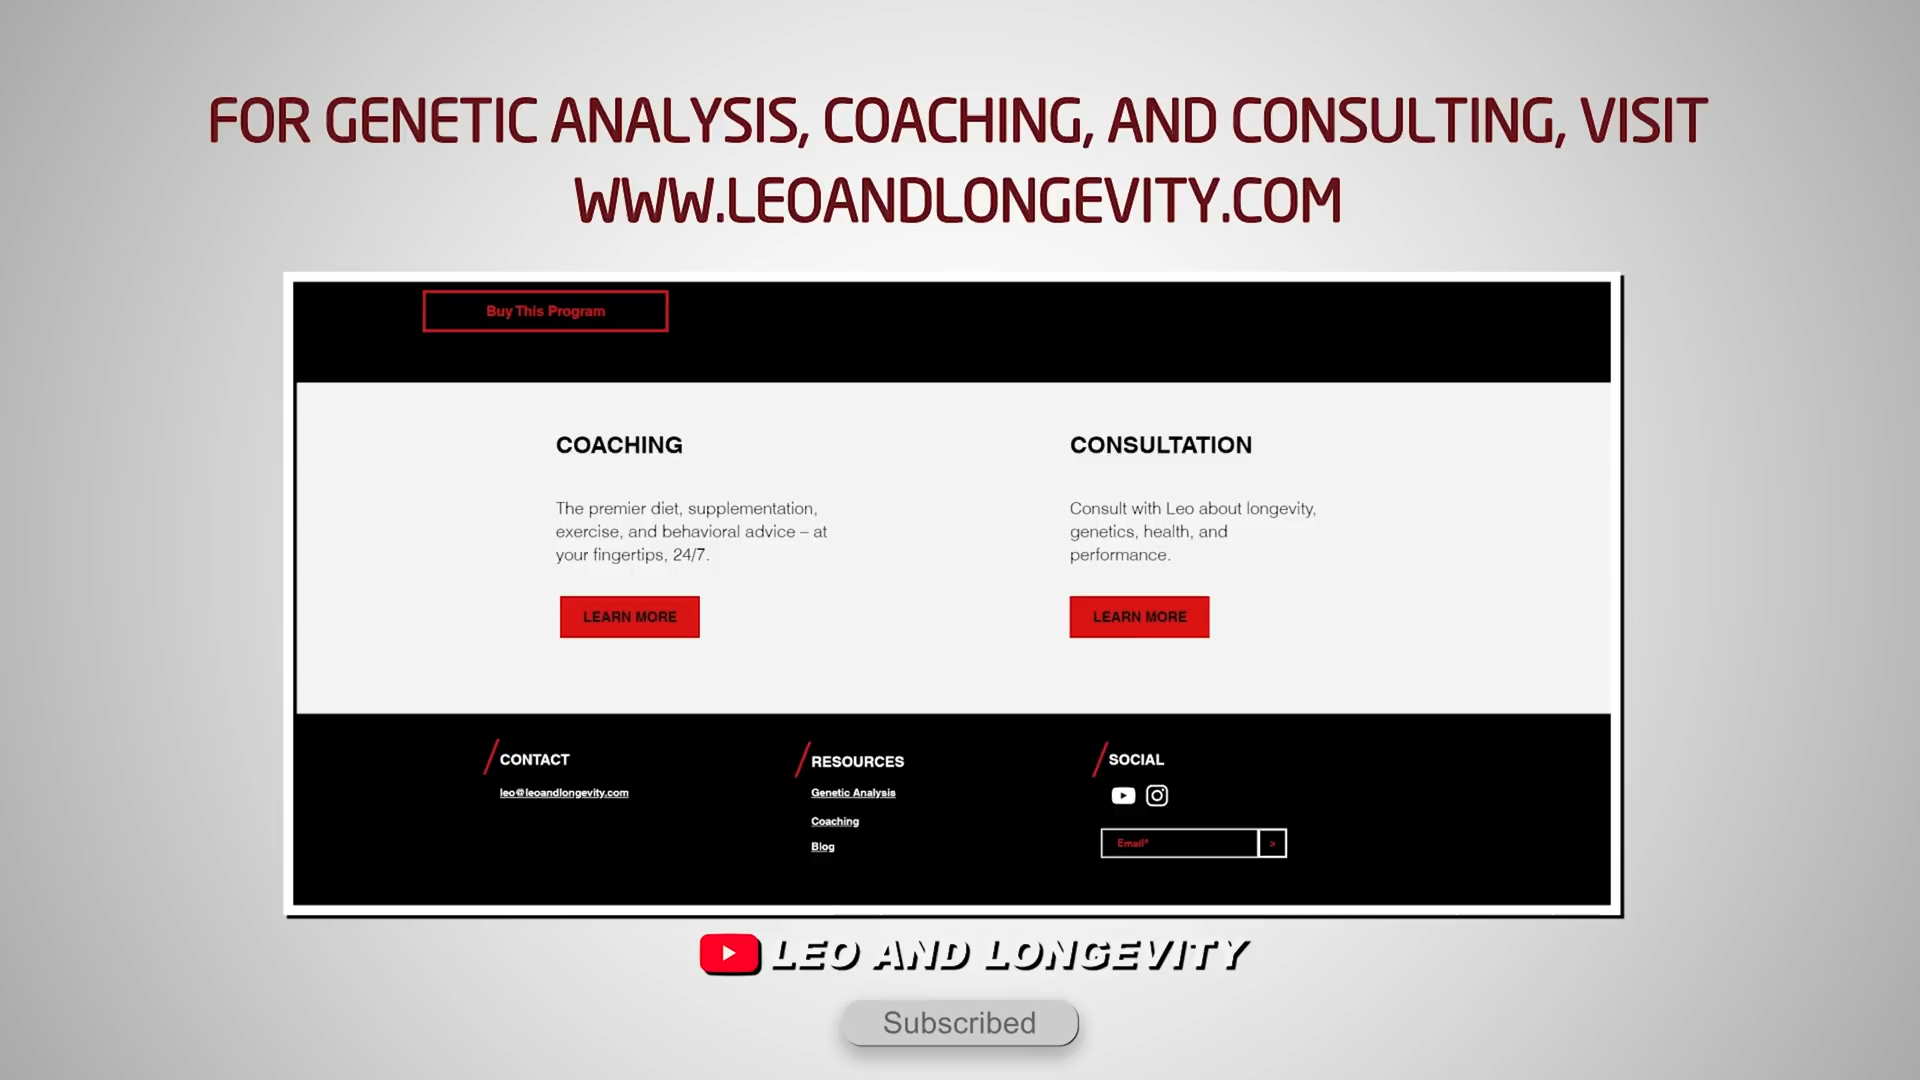 FOR GENETIC ANALYSIS, COACHING, AND CONSULTING, VISIT
WWW.LEOANDLONGEVITY.COM
Buy This Program
COACHING
The premier diet, supplementation,
exercise, and behavioral advice – at
your fingertips, 24/7.
LEARN MORE
CONSULTATION
Consult with Leo about longevity,
genetics, health, and
performance.
LEARN MORE
CONTACT
leo@leoandlongevity.com
RESOURCES
Genetic Analysis
Coaching
Blog
SOCIAL
Email*
>
LEO AND LONGEVITY
Subscribed